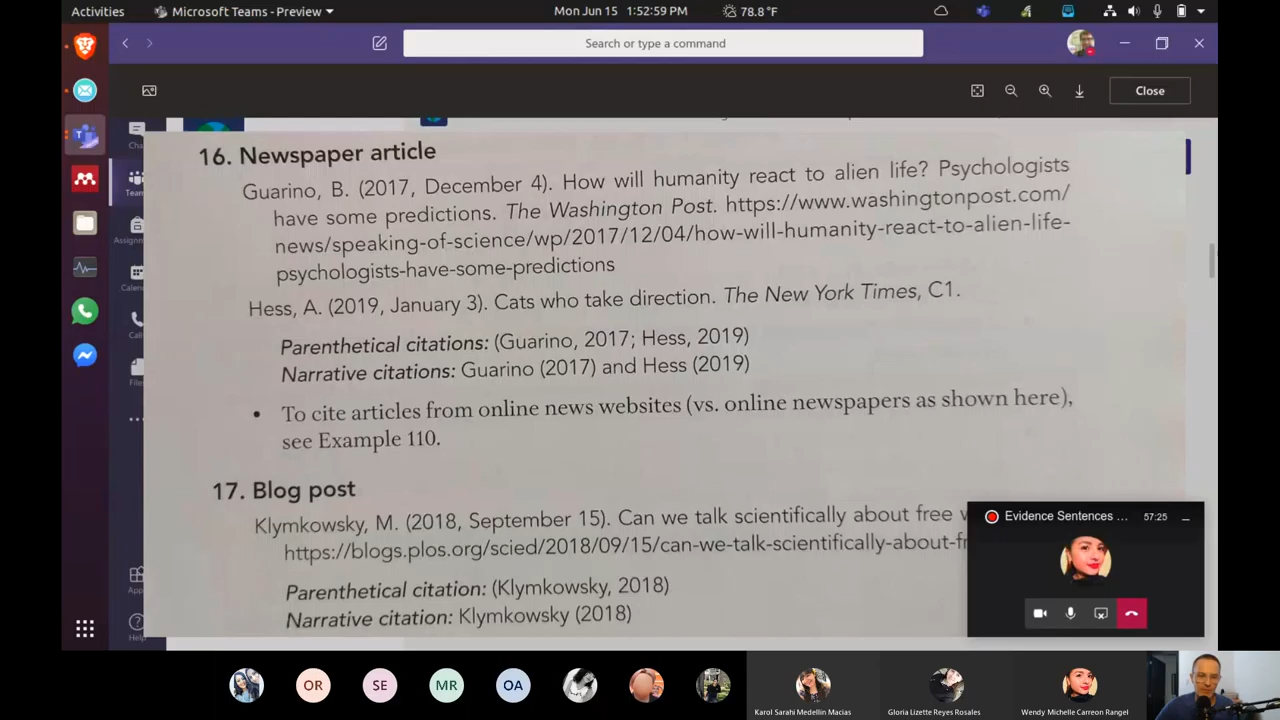 Activities
Microsoft Teams - Preview
Mon Jun 15 1:52:59 PM
78.8 °F
Search or type a command
Close
16. Newspaper article
Guarino, B. (2017, December 4). How will humanity react to alien life? Psychologists
have some predictions. The Washington Post. https://www.washingtonpost.com/
news/speaking-of-science/wp/2017/12/04/how-will-humanity-react-to-alien-life-
psychologists-have-some-predictions
Hess, A. (2019, January 3). Cats who take direction. The New York Times, C1.
Parenthetical citations: (Guarino, 2017; Hess, 2019)
Narrative citations: Guarino (2017) and Hess (2019)
• To cite articles from online news websites (vs. online newspapers as shown here),
see Example 110.
17. Blog post
Klymkowsky, M. (2018, September 15). Can we talk scientifically about free
https://blogs.plos.org/scied/2018/09/15/can-we-talk-scientifically-about-fr
Parenthetical citation: (Klymkowsky, 2018)
Narrative citation: Klymkowsky (2018)
Evidence Sentences ...
57:25
Team
Assignm
Calen
Files
App
Help
OR
SE
MR
OA
Karol Sarahi Medellin Macias
Gloria Lizette Reyes Rosales
Wendy Michelle Carreon Rangel